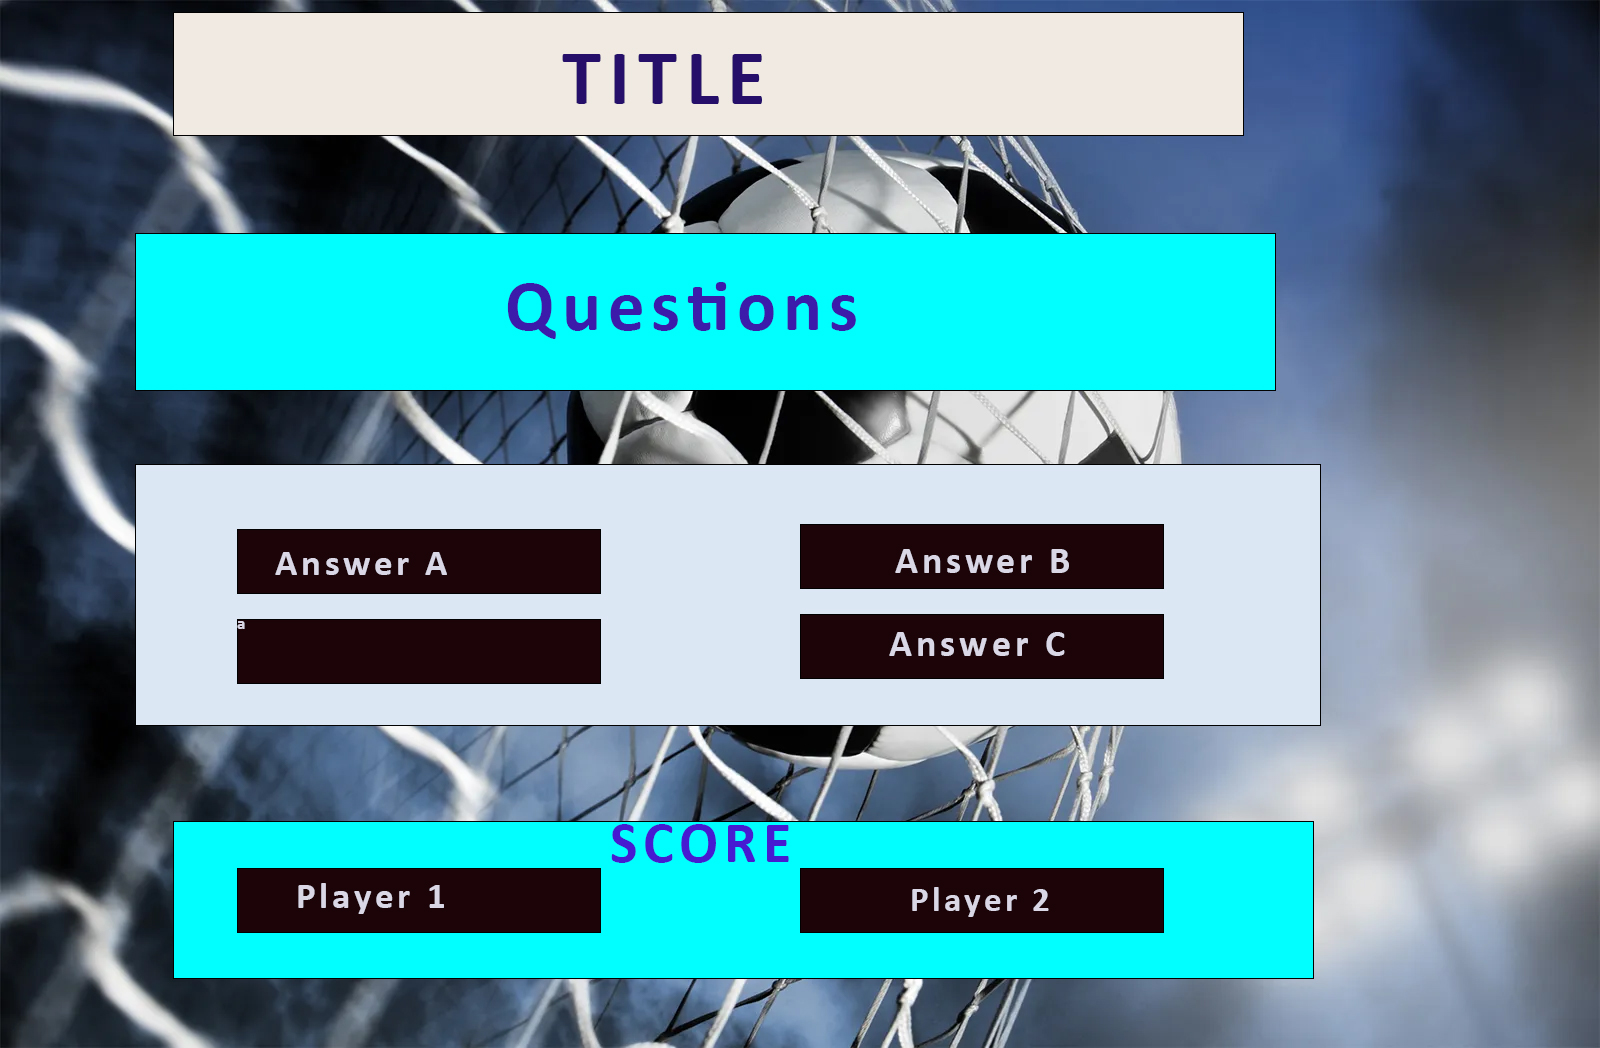 TITLE
Questions
Answer A
Answer B
a
Answer C
SCORE
Player 1
Player 2